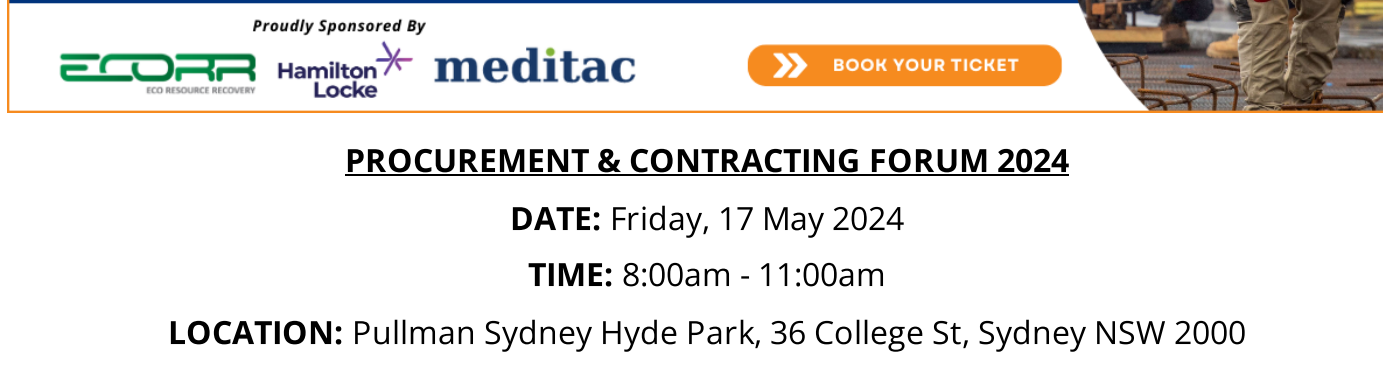 Proudly Sponsored By
ECORR
ECO RESOURCE RECOVERY
Hamilton
Locke
meditac
BOOK YOUR TICKET
PROCUREMENT & CONTRACTING FORUM 2024
DATE: Friday, 17 May 2024
TIME: 8:00am - 11:00am
LOCATION: Pullman Sydney Hyde Park, 36 College St, Sydney NSW 2000